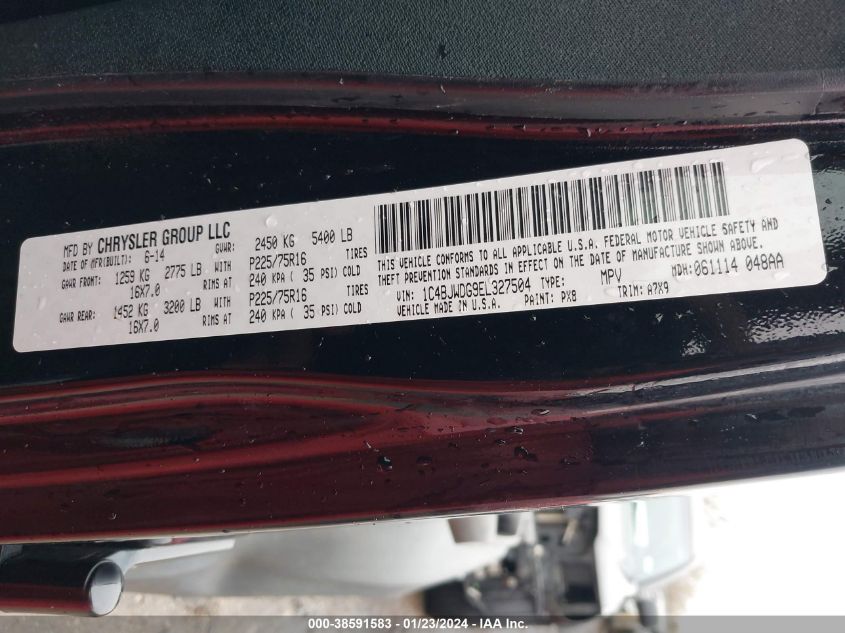 MFD BY CHRYSLER GROUP LLC
DATE OF MFR(BUILT): 6-14 GVWR: 2450 KG 5400 LB
GAWR FRONT: 1259 KG 2775 LB WITH P225/75R16 TIRES
16X7.0 RIMS AT 240 KPA ( 35 PSI) COLD
GAWR REAR: 1452 KG 3200 LB WITH P225/75R16 TIRES
16X7.0 RIMS AT 240 KPA ( 35 PSI) COLD
THIS VEHICLE CONFORMS TO ALL APPLICABLE U.S.A. FEDERAL MOTOR VEHICLE SAFETY AND
THEFT PREVENTION STANDARDS IN EFFECT ON THE DATE OF MANUFACTURE SHOWN ABOVE.
VIN: 1C4BJWDG9EL327504 TYPE: MPV MDH: 061114 048AA
VEHICLE MADE IN U.S.A. PAINT: PX8 TRIM: A7X9
000-38591583 - 01/23/2024 - IAA Inc.